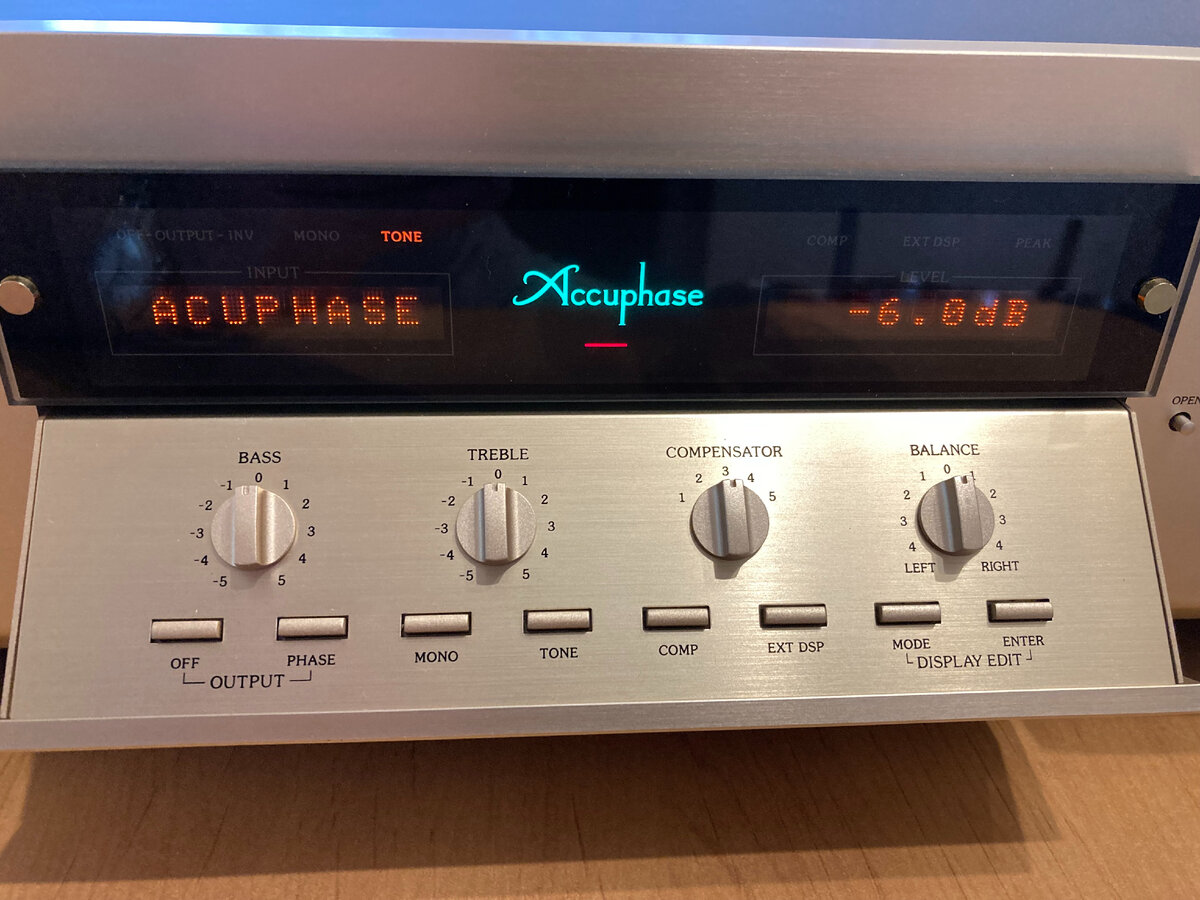 OFF-OUTPUT-INV MONO TONE
COMP EXT DSP PEAK
INPUT
LEVEL
ACUPHASE
Accuphase
-6.0dB
OPEN
BASS
-5 -4 -3 -2 -1 0 1 2 3 4 5
TREBLE
-5 -4 -3 -2 -1 0 1 2 3 4 5
COMPENSATOR
1 2 3 4 5
BALANCE
4 3 2 1 0 1 2 3 4
LEFT RIGHT
OFF PHASE
OUTPUT
MONO
TONE
COMP
EXT DSP
MODE ENTER
DISPLAY EDIT